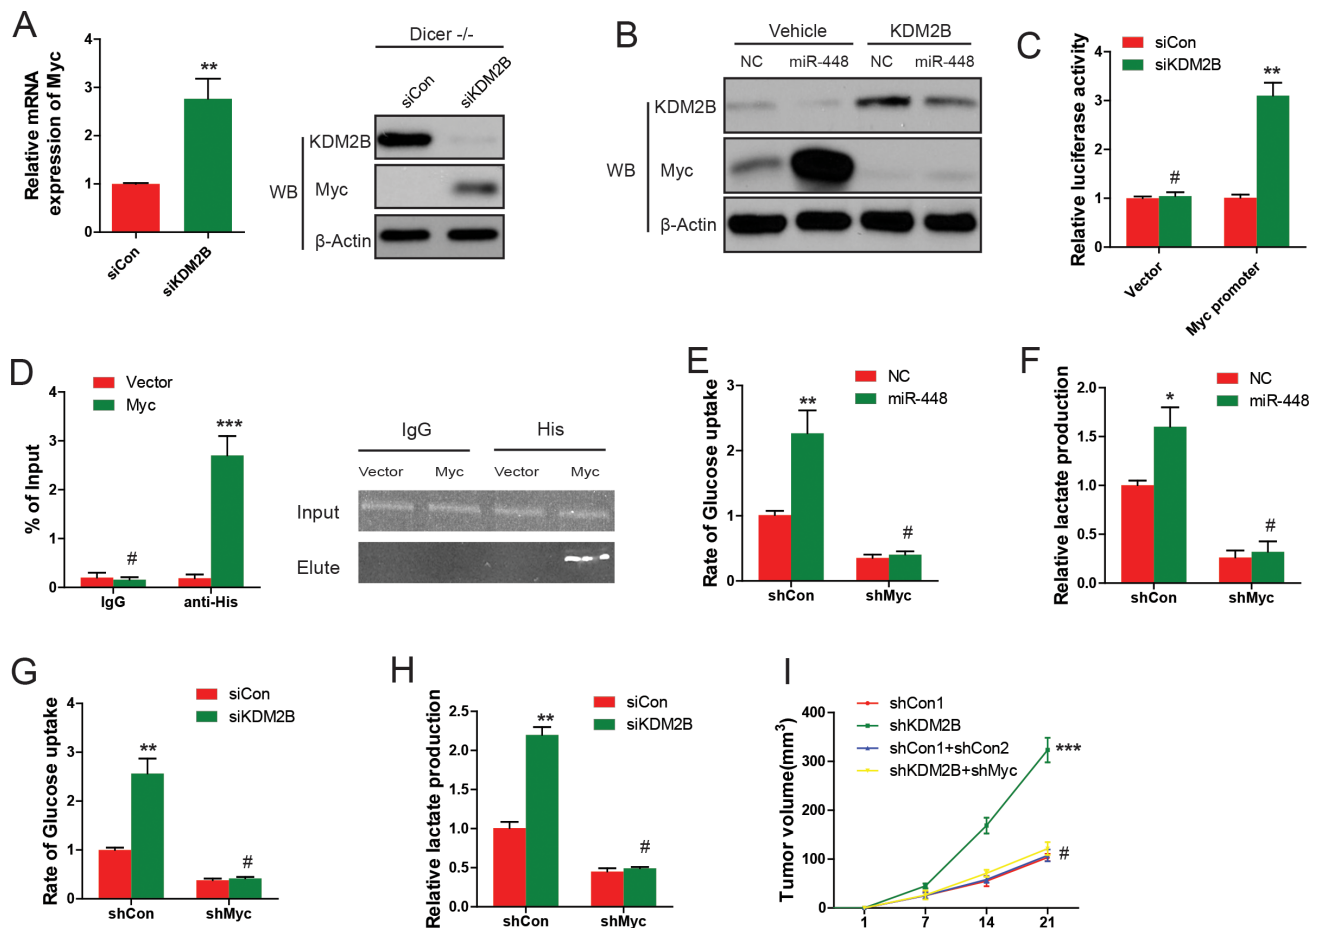 A
Relative mRNA
expression of Myc
4
3
2
1
0
**
siCon
siKDM2B
Dicer -/-
siCon
siKDM2B
WB
KDM2B
Myc
β-Actin
B
Vehicle
KDM2B
NC
miR-448
NC
miR-448
WB
KDM2B
Myc
β-Actin
C
siCon
siKDM2B
Relative luciferase activity
4
3
2
1
0
#
**
Vector
Myc promoter
D
Vector
Myc
% of Input
4
3
2
1
0
#
***
IgG
anti-His
IgG
His
Vector
Myc
Vector
Myc
Input
Elute
E
NC
miR-448
Rate of Glucose uptake
3
2
1
0
**
#
shCon
shMyc
F
NC
miR-448
Relative lactate production
2.0
1.5
1.0
0.5
0.0
*
#
shCon
shMyc
G
siCon
siKDM2B
Rate of Glucose uptake
4
3
2
1
0
**
#
shCon
shMyc
H
siCon
siKDM2B
Relative lactate production
2.5
2.0
1.5
1.0
0.5
0.0
**
#
shCon
shMyc
I
shCon1
shKDM2B
shCon1+shCon2
shKDM2B+shMyc
Tumor volume(mm³)
400
300
200
100
0
***
#
1
7
14
21